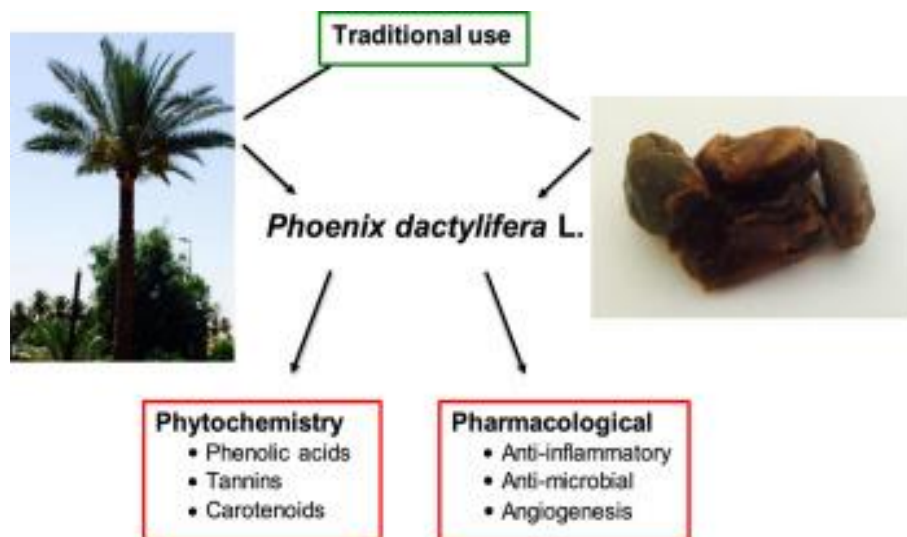 Traditional use
Phoenix dactylifera L.
Phytochemistry
• Phenolic acids
• Tannins
• Carotenoids
Pharmacological
• Anti-inflammatory
• Anti-microbial
• Angiogenesis